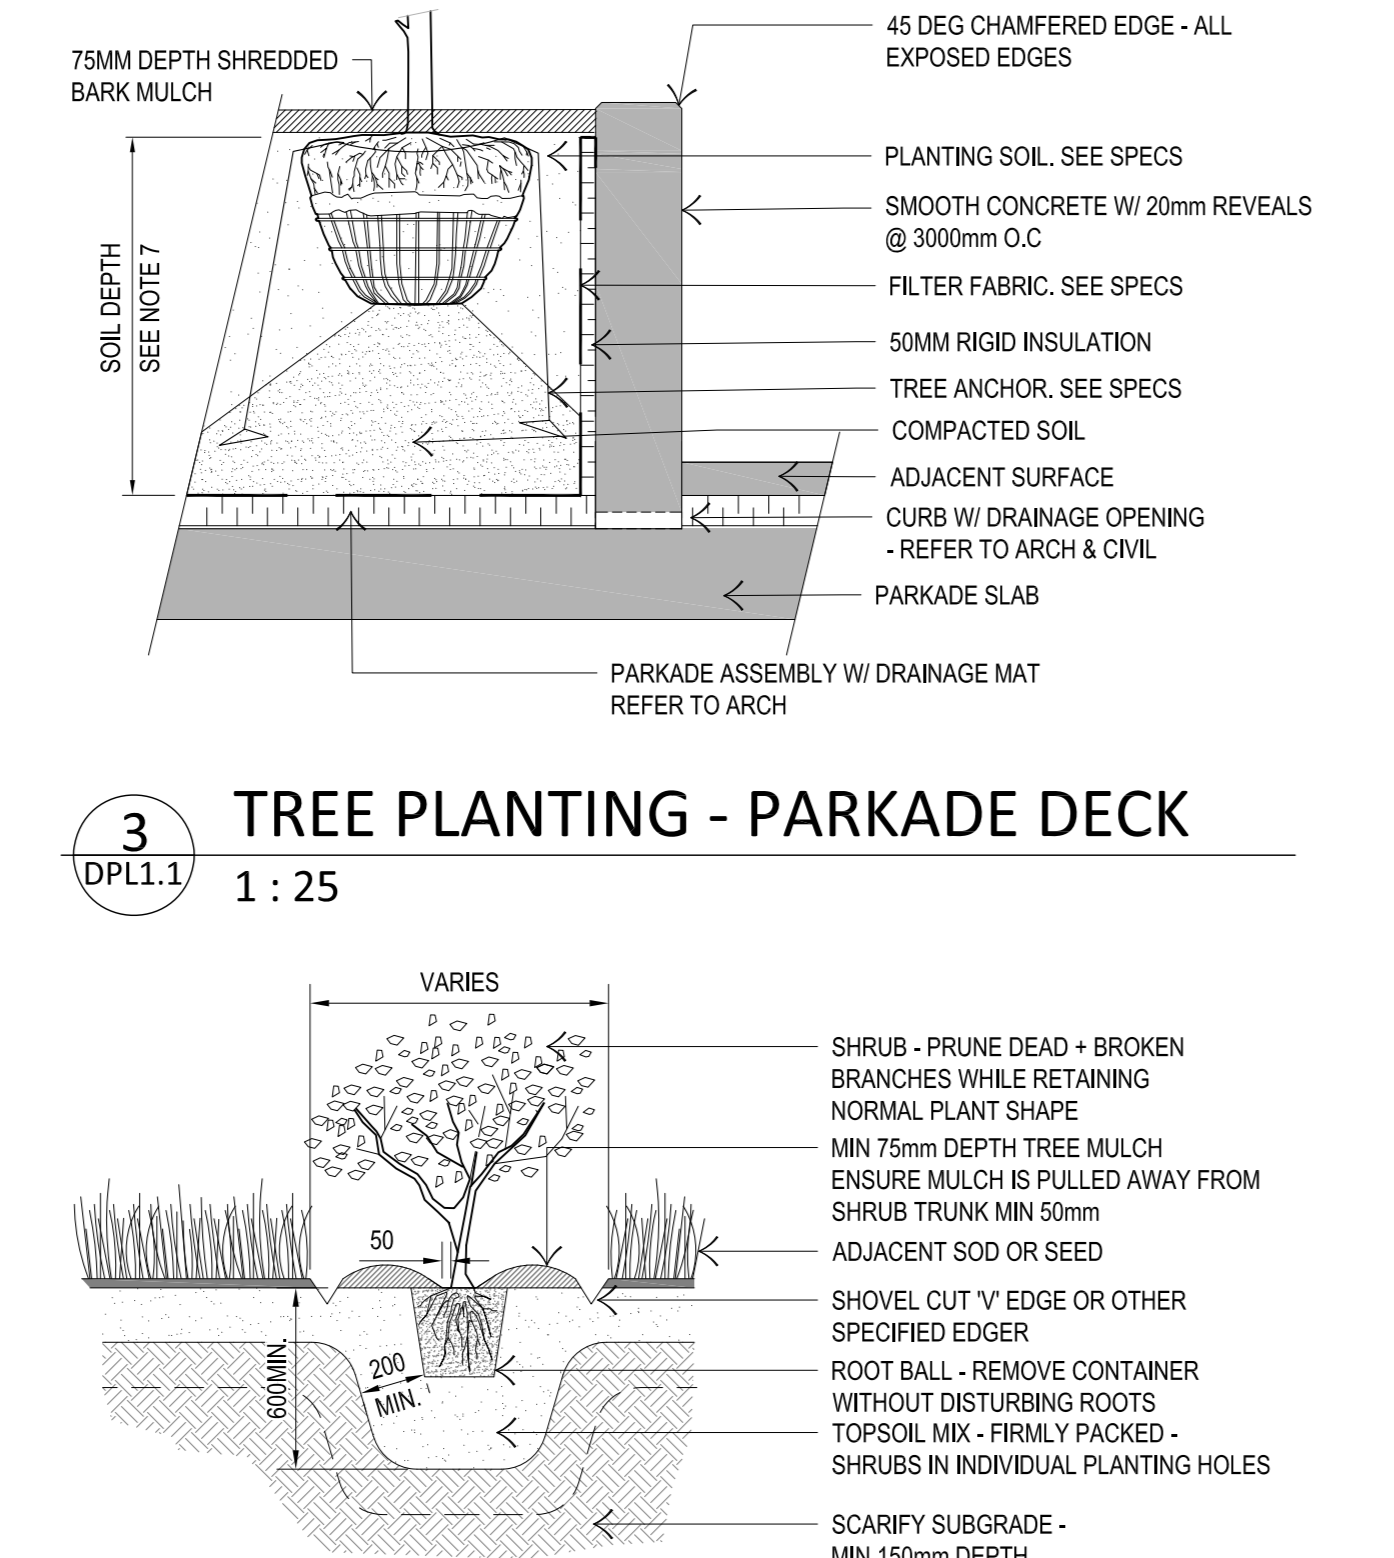 75MM DEPTH SHREDDED
BARK MULCH
45 DEG CHAMFERED EDGE - ALL
EXPOSED EDGES
PLANTING SOIL. SEE SPECS
SMOOTH CONCRETE W/ 20mm REVEALS
@ 3000mm O.C
SOIL DEPTH
SEE NOTE 7
FILTER FABRIC. SEE SPECS
50MM RIGID INSULATION
TREE ANCHOR. SEE SPECS
COMPACTED SOIL
ADJACENT SURFACE
CURB W/ DRAINAGE OPENING
- REFER TO ARCH & CIVIL
PARKADE SLAB
PARKADE ASSEMBLY W/ DRAINAGE MAT
REFER TO ARCH
3
DPL1.1
TREE PLANTING - PARKADE DECK
1 : 25
VARIES
SHRUB - PRUNE DEAD + BROKEN
BRANCHES WHILE RETAINING
NORMAL PLANT SHAPE
MIN 75mm DEPTH TREE MULCH
ENSURE MULCH IS PULLED AWAY FROM
SHRUB TRUNK MIN 50mm
50
ADJACENT SOD OR SEED
SHOVEL CUT 'V' EDGE OR OTHER
SPECIFIED EDGER
600MIN.
200
MIN.
ROOT BALL - REMOVE CONTAINER
WITHOUT DISTURBING ROOTS
TOPSOIL MIX - FIRMLY PACKED -
SHRUBS IN INDIVIDUAL PLANTING HOLES
SCARIFY SUBGRADE -
MIN 150mm DEPTH